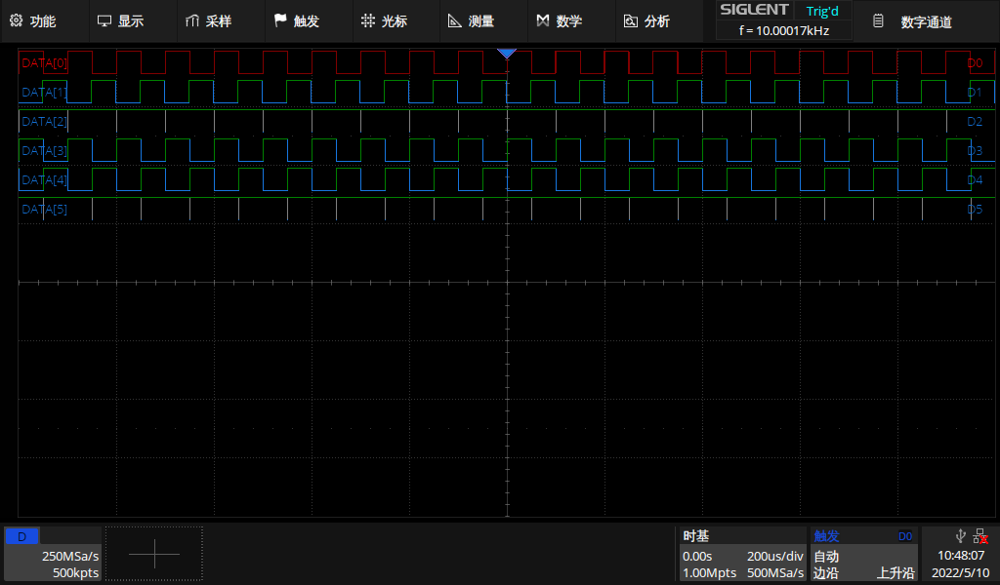 功能 显示 采样 触发 光标 测量 数学 分析 SIGLENT Trig'd 数字通道
f = 10.00017kHz
DATA[0] D0
DATA[1] D1
DATA[2] D2
DATA[3] D3
DATA[4] D4
DATA[5] D5
D 时基 触发 D0
250MSa/s 0.00s 200us/div 自动 10:48:07
500kpts 1.00Mpts 500MSa/s 边沿 上升沿 2022/5/10